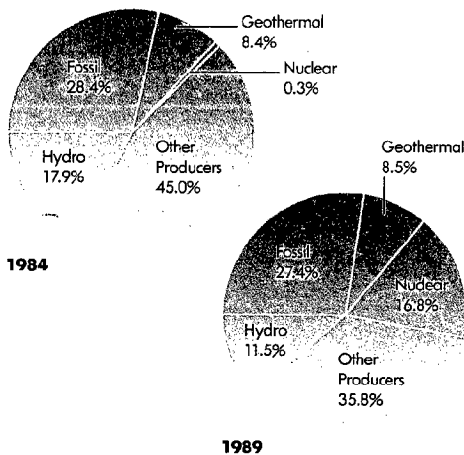 Geothermal
8.4%
Fossil
28.4%
Nuclear
0.3%
Hydro
17.9%
Other
Producers
45.0%
1984
Geothermal
8.5%
Fossil
27.4%
Nuclear
16.8%
Hydro
11.5%
Other
Producers
35.8%
1989